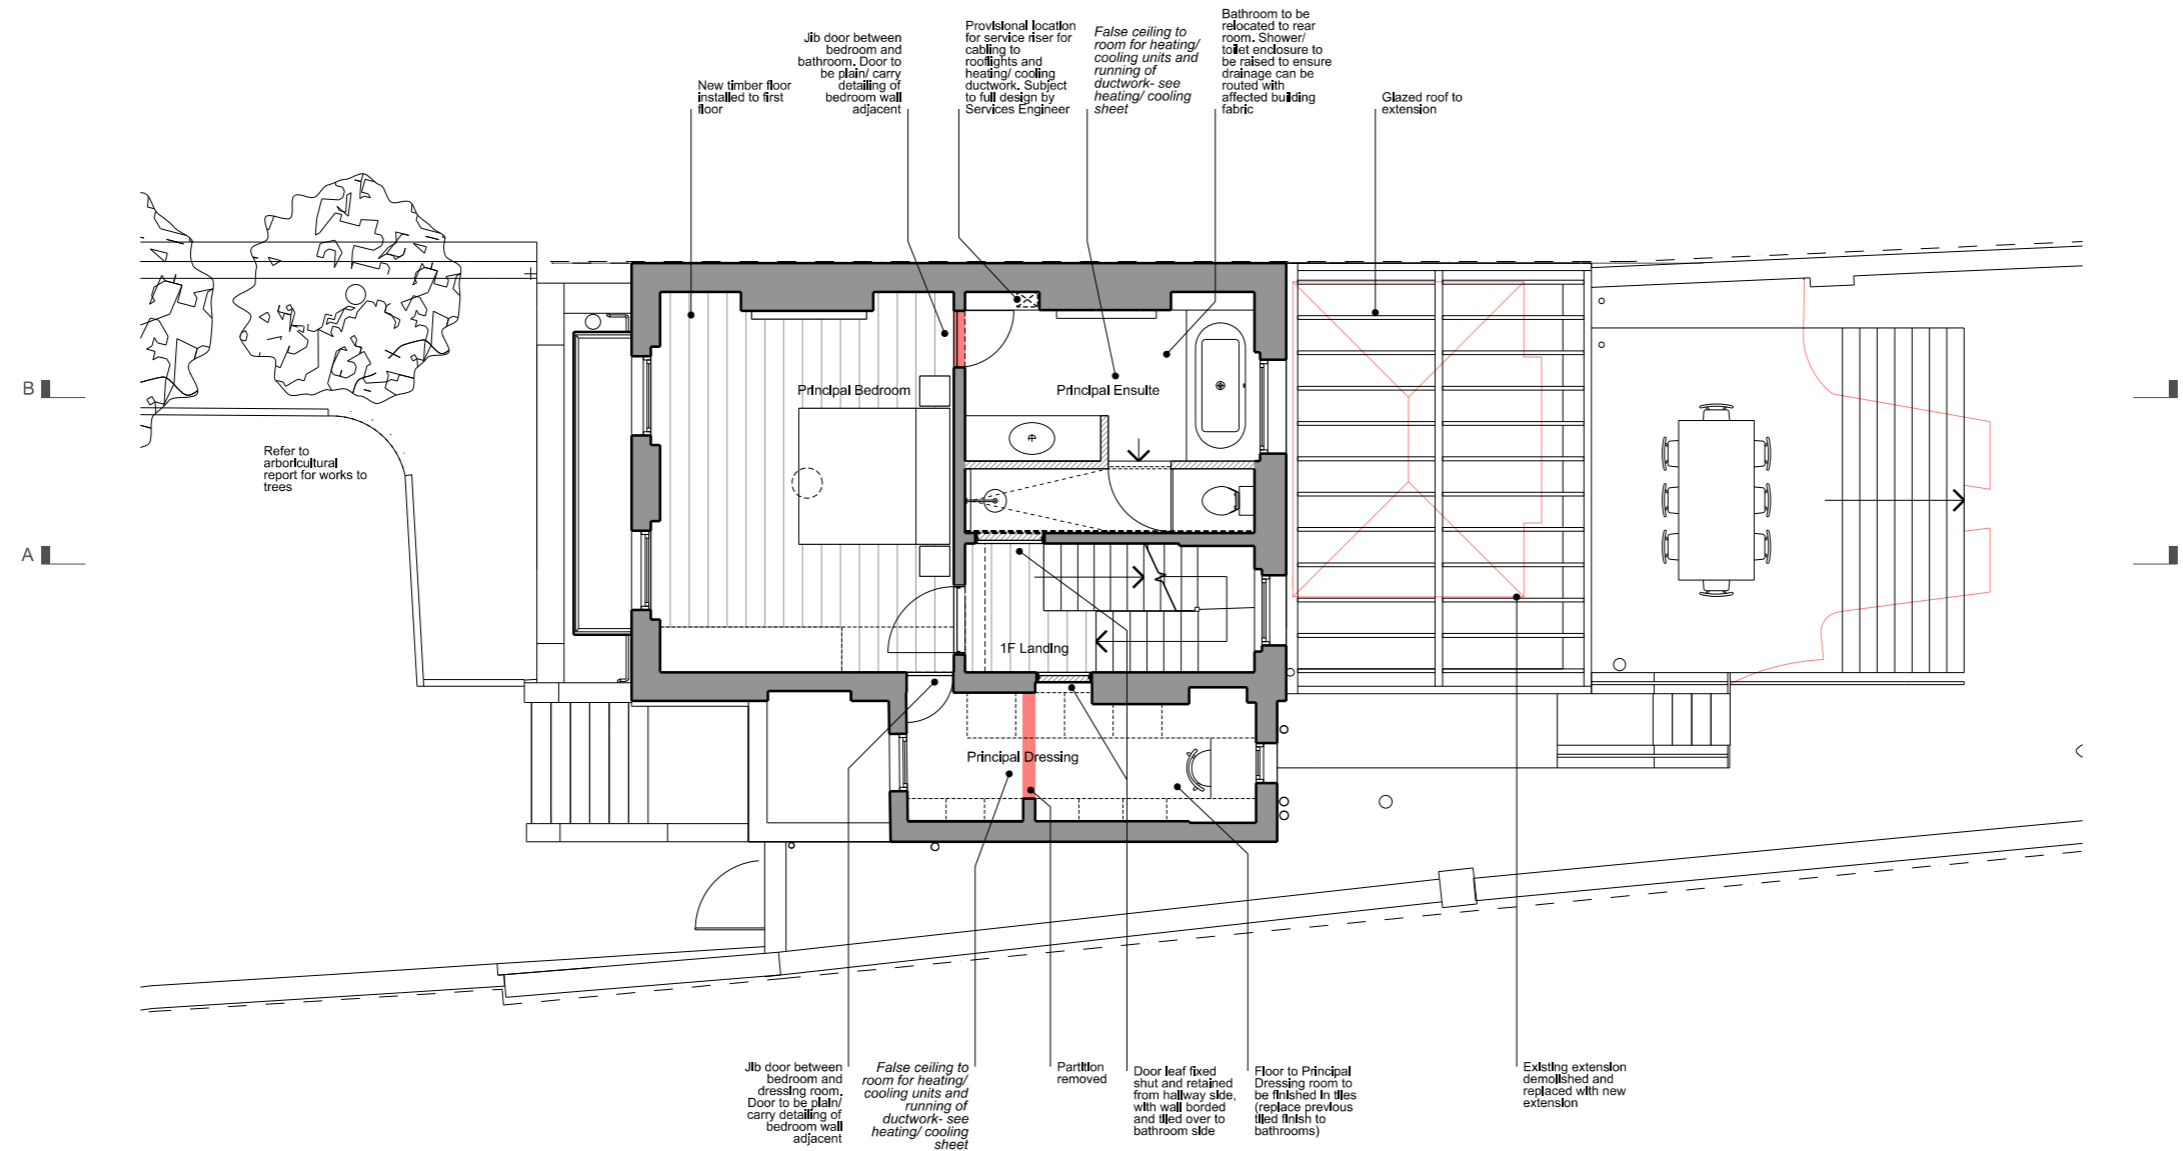 New timber floor
installed to first
floor
Jib door between
bedroom and
bathroom. Door to
be plain/ carry
detailing of
bedroom wall
adjacent
Provisional location
for service riser for
cabling to
rooflights and
heating/ cooling
ductwork. Subject
to full design by
Services Engineer
False ceiling to
room for heating/
cooling units and
running of
ductwork- see
heating/ cooling
sheet
Bathroom to be
relocated to rear
room. Shower/
toilet enclosure to
be raised to ensure
drainage can be
routed with
affected building
fabric
Glazed roof to
extension
B
Principal Bedroom
Principal Ensuite
Refer to
arboricultural
report for works to
trees
A
1F Landing
Principal Dressing
Jib door between
bedroom and
dressing room.
Door to be plain/
carry detailing of
bedroom wall
adjacent
False ceiling to
room for heating/
cooling units and
running of
ductwork- see
heating/ cooling
sheet
Partition
removed
Door leaf fixed
shut and retained
from hallway side,
with wall borded
and tiled over to
bathroom side
Floor to Principal
Dressing room to
be finished in tiles
(replace previous
tiled finish to
bathrooms)
Existing extension
demolished and
replaced with new
extension